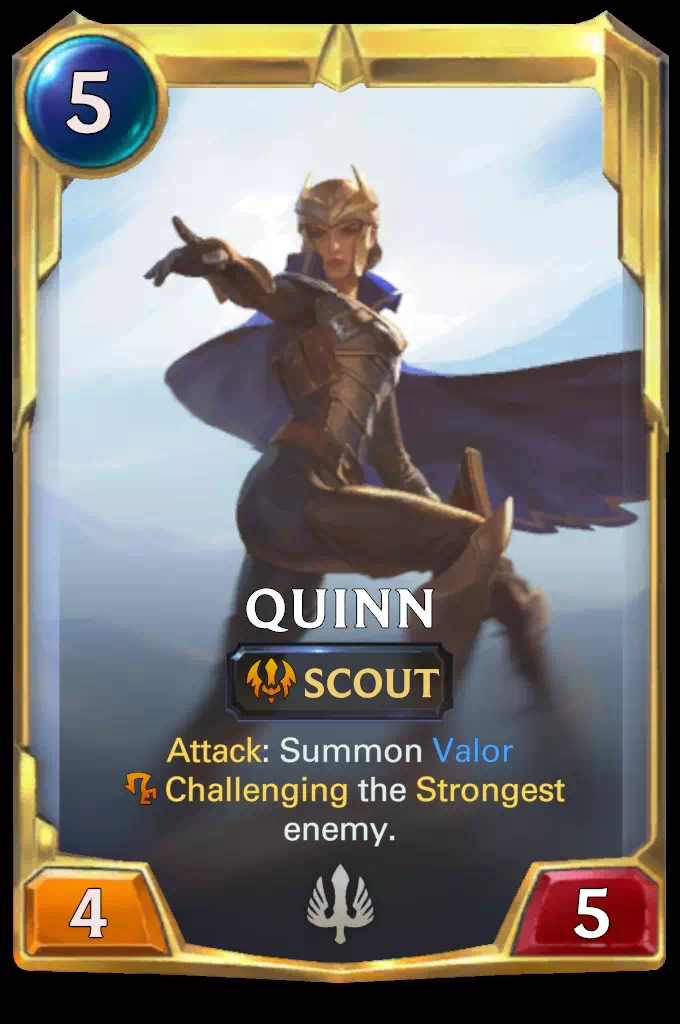 5
QUINN
SCOUT
Attack: Summon Valor
Challenging the Strongest
enemy.
4
5